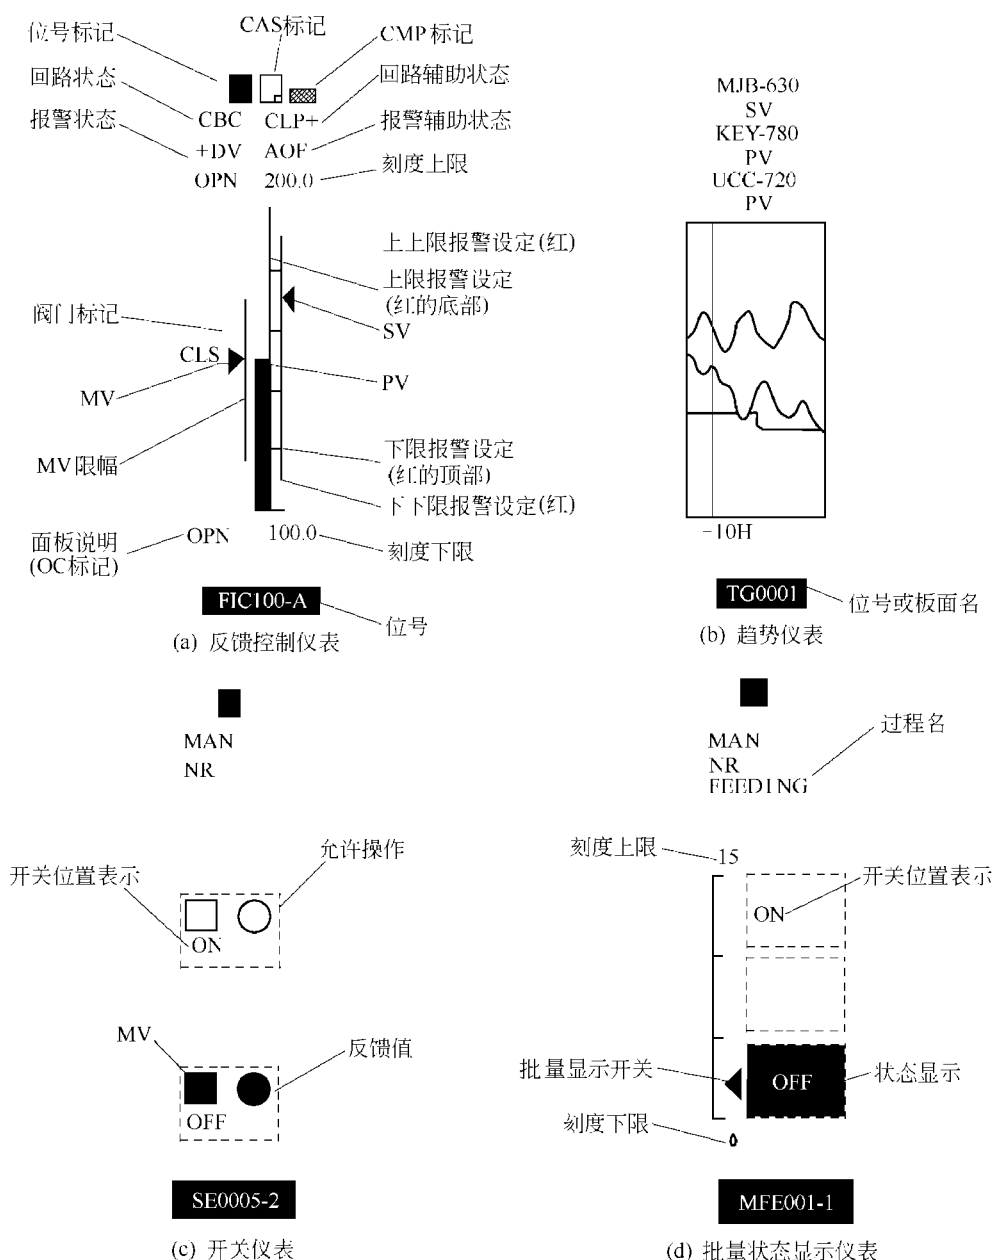 CAS标记
位号标记
CMP标记
回路状态
回路辅助状态
报警状态
CBC
CLP+
报警辅助状态
+DV
AOF
刻度上限
OPN
200.0
上上限报警设定(红)
上限报警设定
(红的底部)
SV
阀门标记
CLS
PV
MV
下限报警设定
(红的顶部)
MV限幅
下下限报警设定(红)
面板说明
(OC标记)
OPN
100.0
刻度下限
FIC100-A
位号
(a) 反馈控制仪表
MJB-630
SV
KEY-780
PV
UCC-720
PV
-10H
TG0001
位号或板面名
(b) 趋势仪表
MAN
NR
允许操作
开关位置表示
ON
MV
反馈值
OFF
SE0005-2
(c) 开关仪表
过程名
MAN
NR
FEEDING
刻度上限
15
开关位置表示
ON
批量显示开关
OFF
状态显示
刻度下限
0
MFE001-1
(d) 批量状态显示仪表